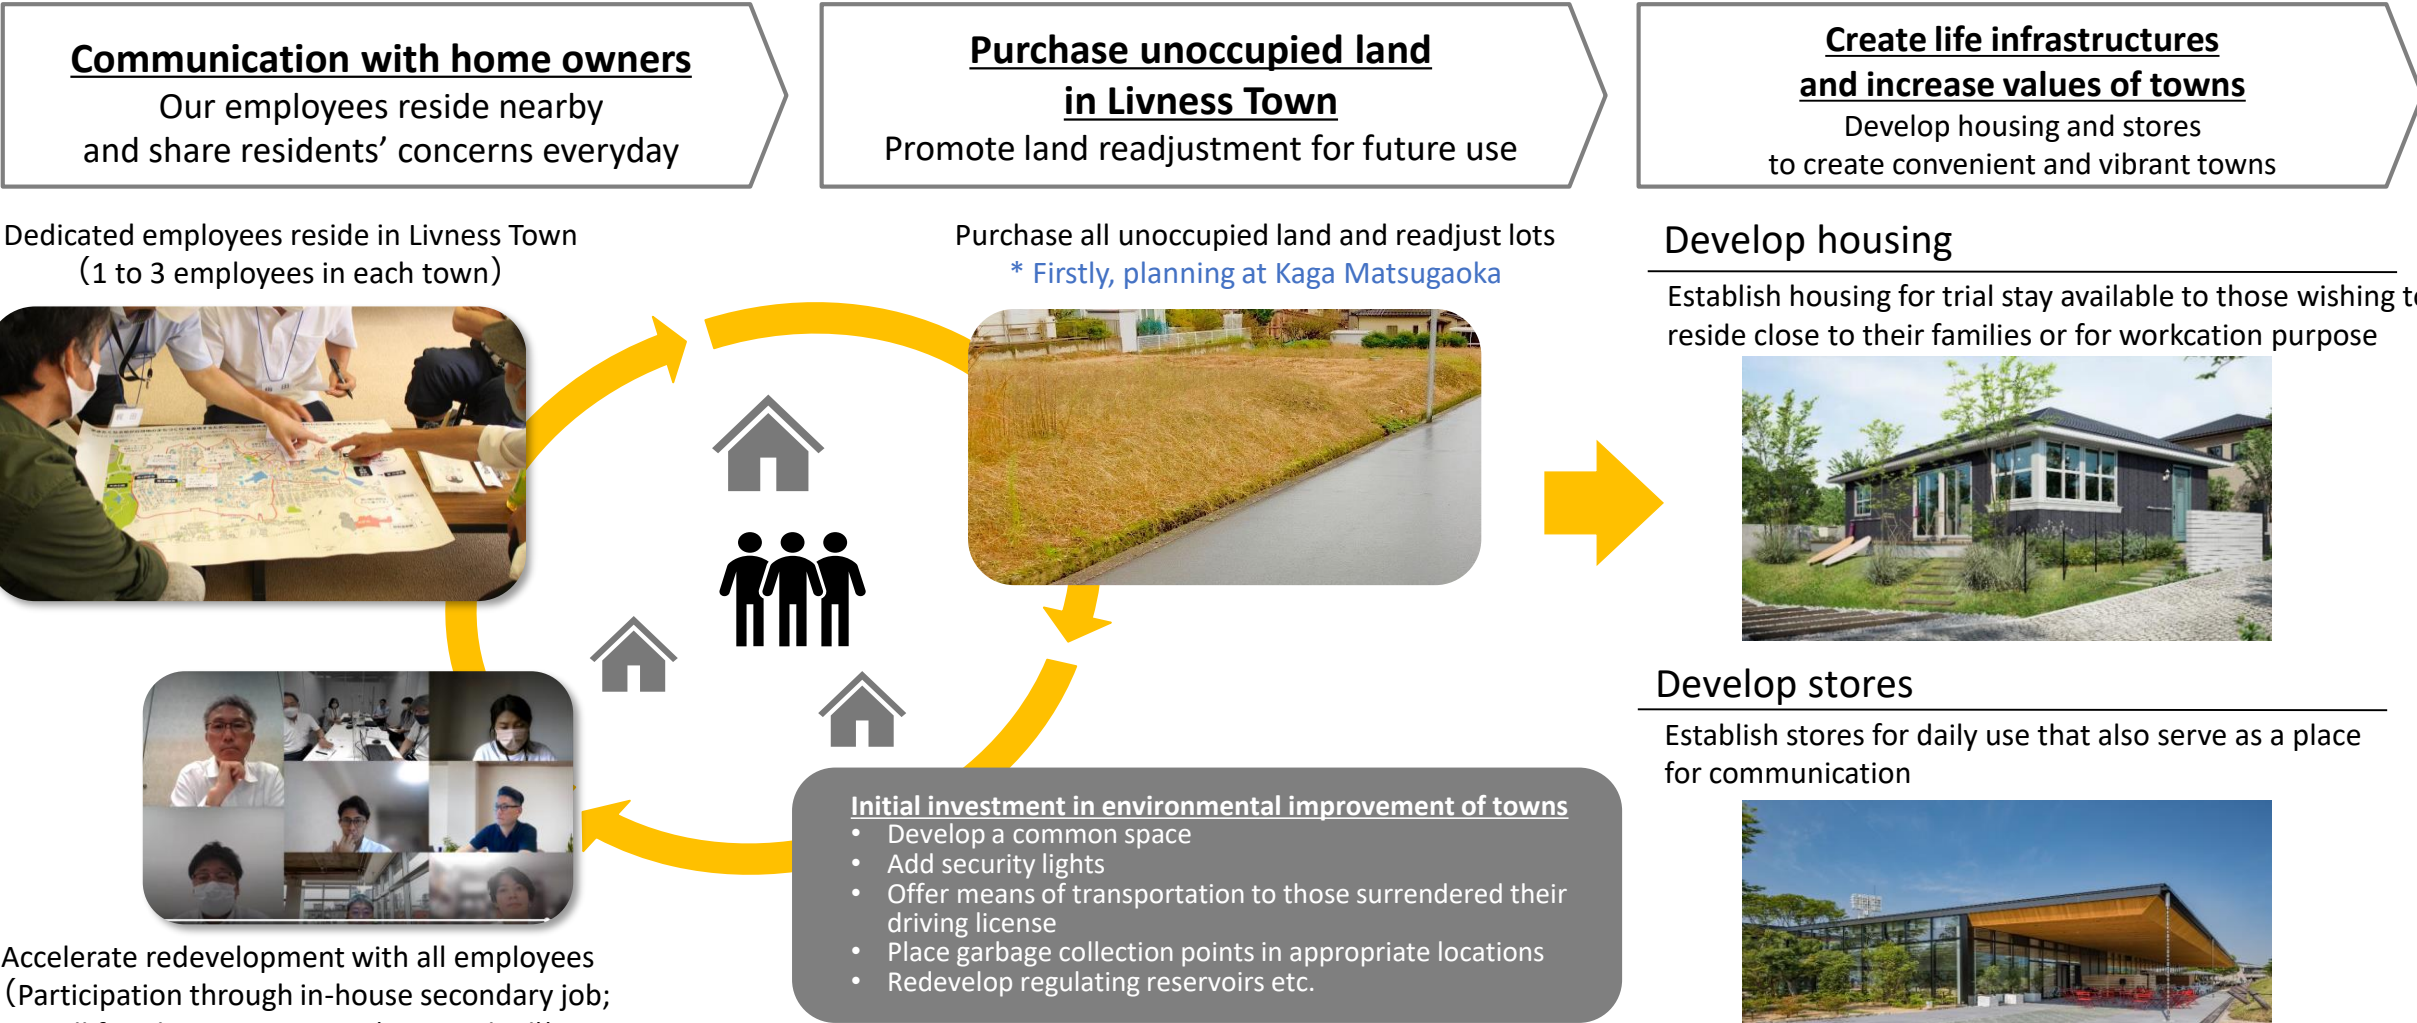 Communication with home owners
Our employees reside nearby
and share residents' concerns everyday
Purchase unoccupied land
in Livness Town
Promote land readjustment for future use
Create life infrastructures
and increase values of towns
Develop housing and stores
to create convenient and vibrant towns
Dedicated employees reside in Livness Town
（1 to 3 employees in each town）
Purchase all unoccupied land and readjust lots
* Firstly, planning at Kaga Matsugaoka
Develop housing
Establish housing for trial stay available to those wishing to
reside close to their families or for workcation purpose
Develop stores
Establish stores for daily use that also serve as a place
for communication
Initial investment in environmental improvement of towns
• Develop a common space
• Add security lights
• Offer means of transportation to those surrendered their
driving license
• Place garbage collection points in appropriate locations
• Redevelop regulating reservoirs etc.
Accelerate redevelopment with all employees
（Participation through in-house secondary job;